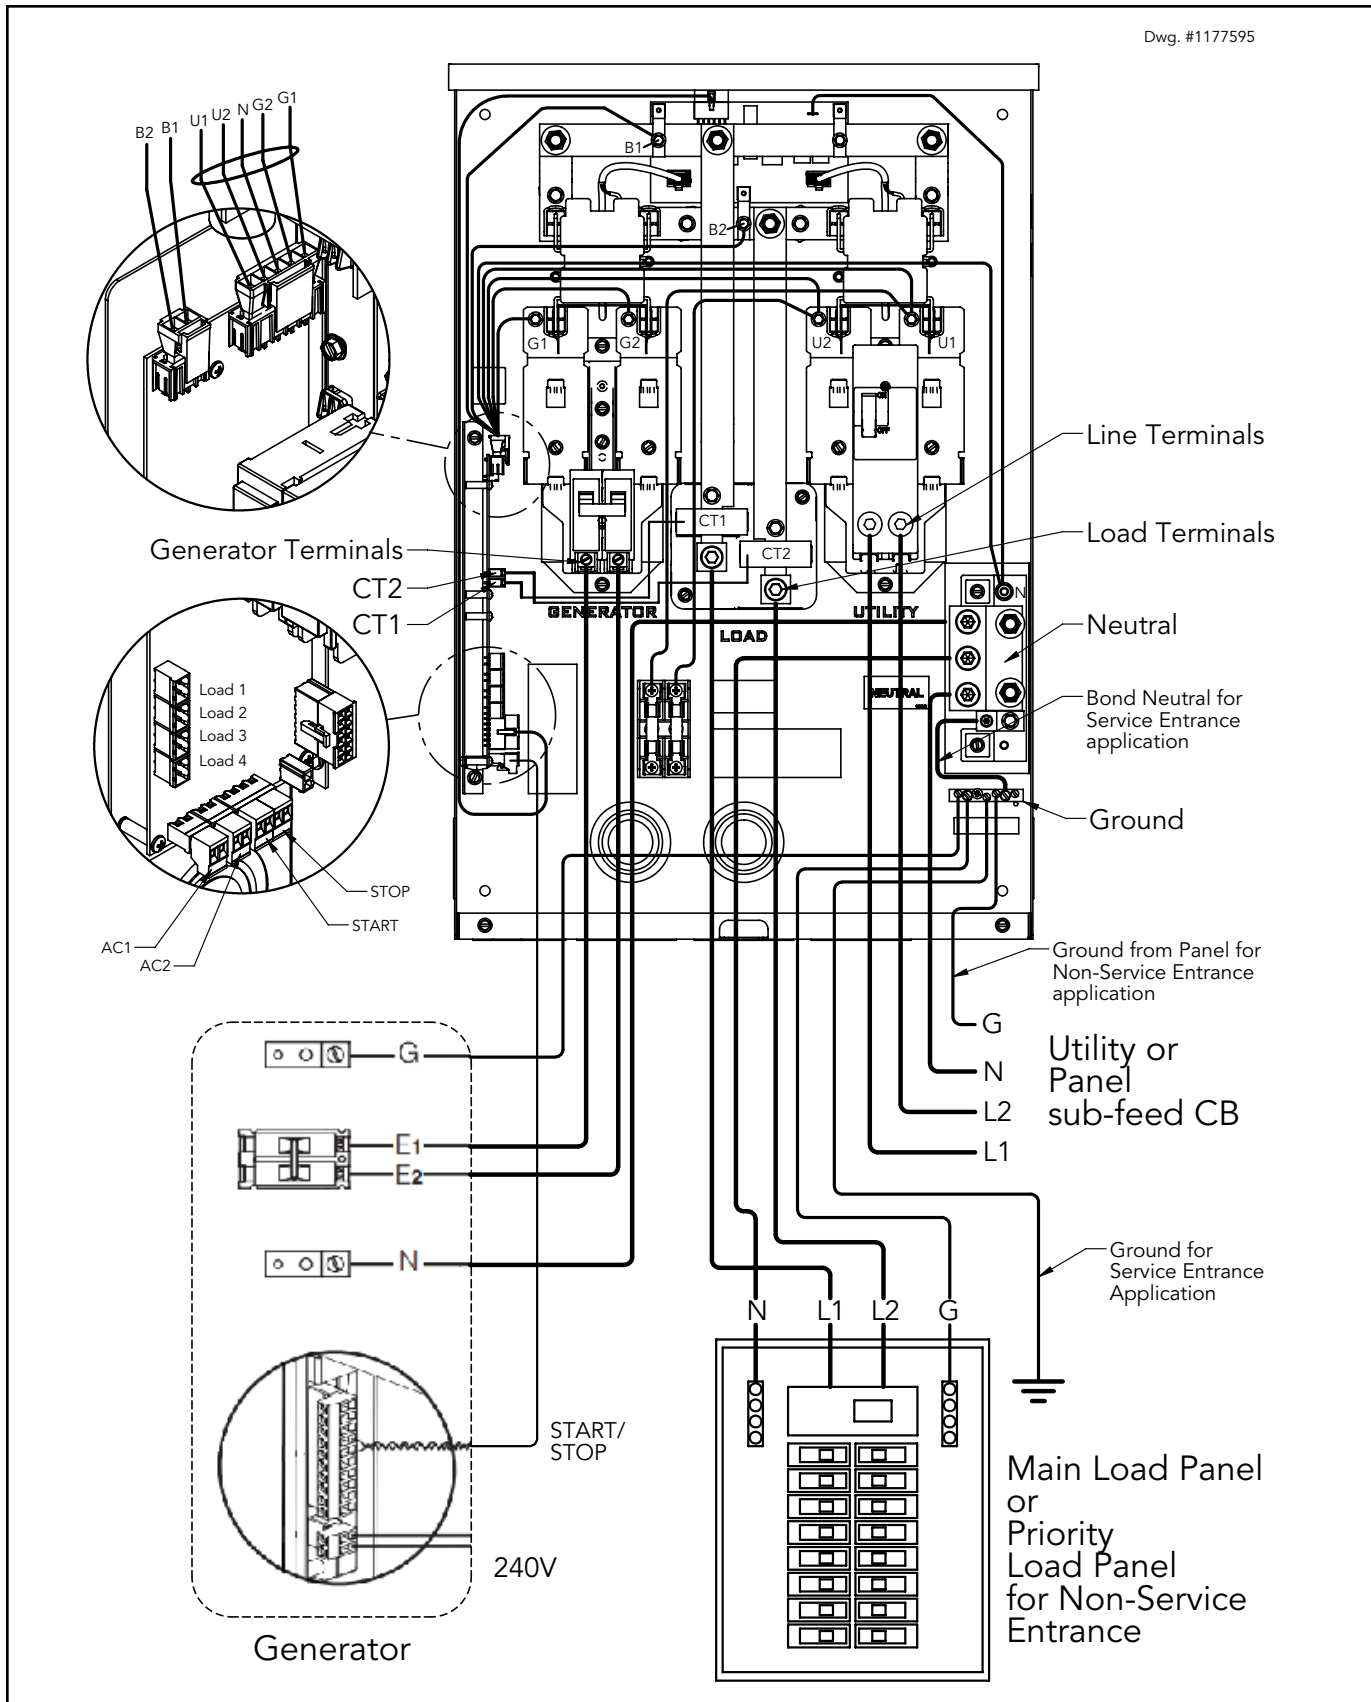 Dwg. #1177595
B2 B1 U1 U2 N G2 G1
B1
B2
G1
G2
U2
U1
ON
OFF
Line Terminals
CT1
Load Terminals
Generator Terminals
CT2
CT2
N
GENERATOR
UTILITY
CT1
LOAD
Neutral
NEUTRAL
Bond Neutral for
Service Entrance
application
Load 1
Load 2
Load 3
Load 4
Ground
STOP
START
AC1
AC2
Ground from Panel for
Non-Service Entrance
application
G
N
L2
L1
Utility or
Panel
sub-feed CB
G
E1
E2
N
Ground for
Service Entrance
Application
N L1 L2 G
START/
STOP
240V
Generator
Main Load Panel
or
Priority
Load Panel
for Non-Service
Entrance